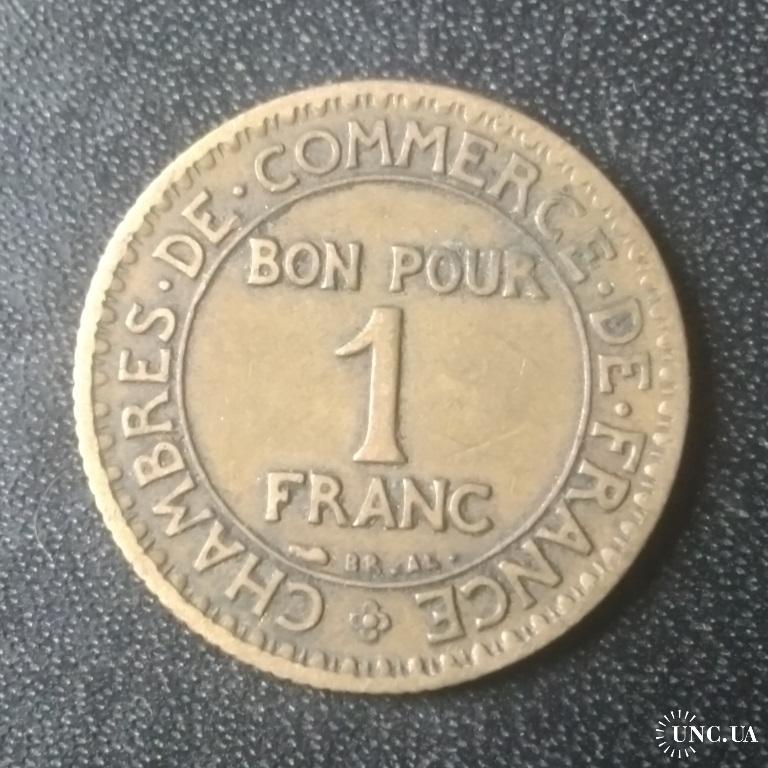 CHAMBRES·DE·COMMERCE·DE·FRANCE
BON POUR
1
FRANC
UNC.UA